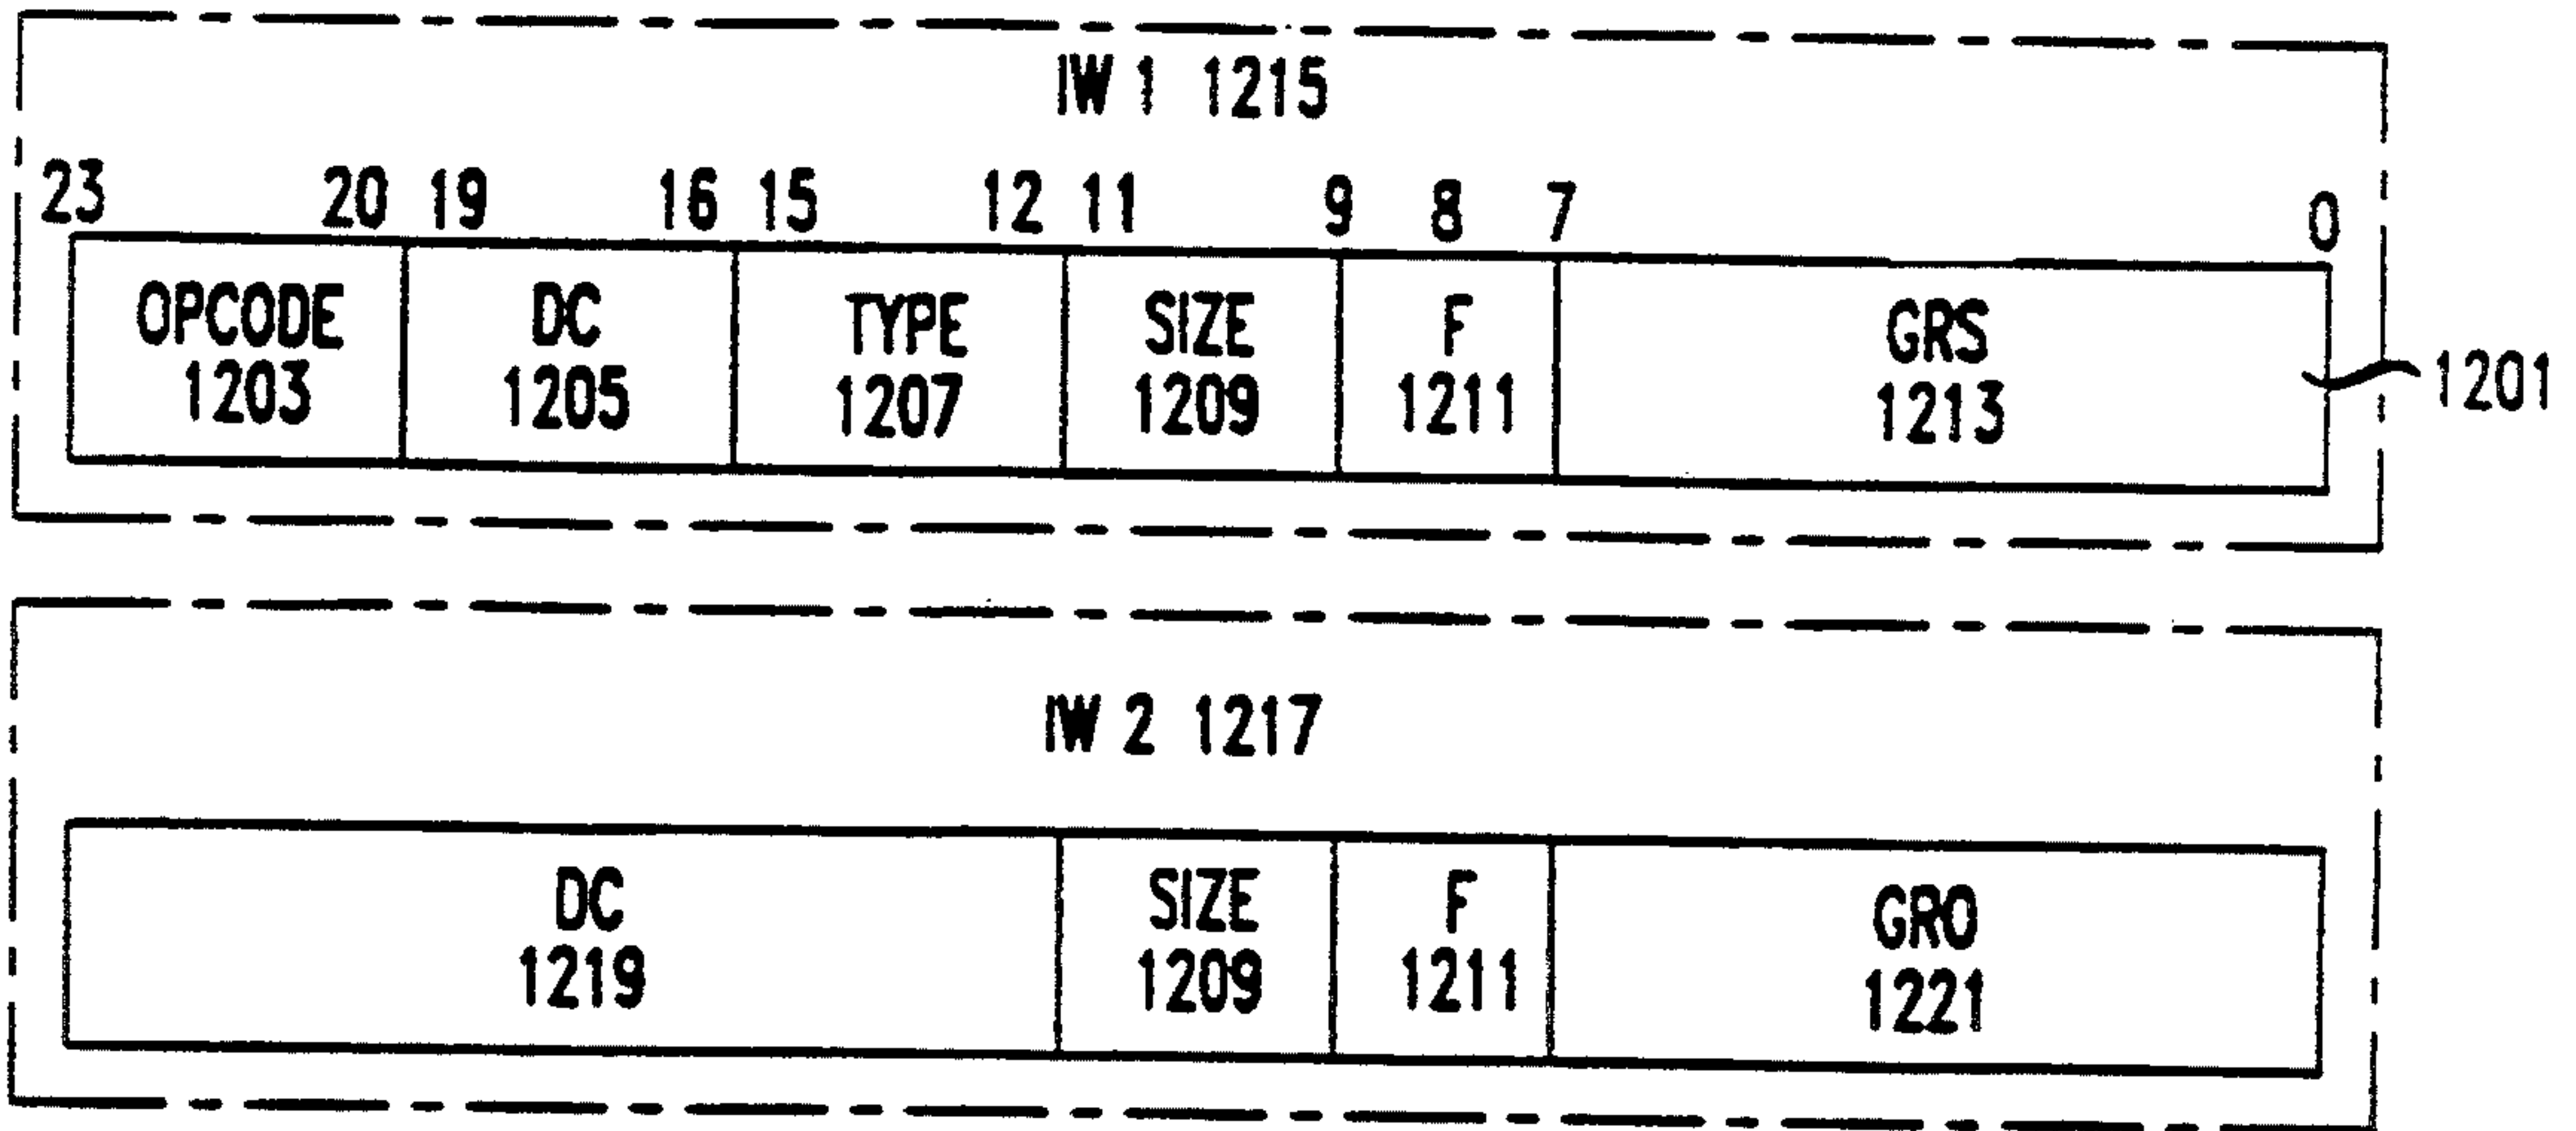 IW 1 1215
23 20 19 16 15 12 11 9 8 7 0
OPCODE DC TYPE SIZE F GRS
1203 1205 1207 1209 1211 1213
1201
IW 2 1217
DC SIZE F GRO
1219 1209 1211 1221